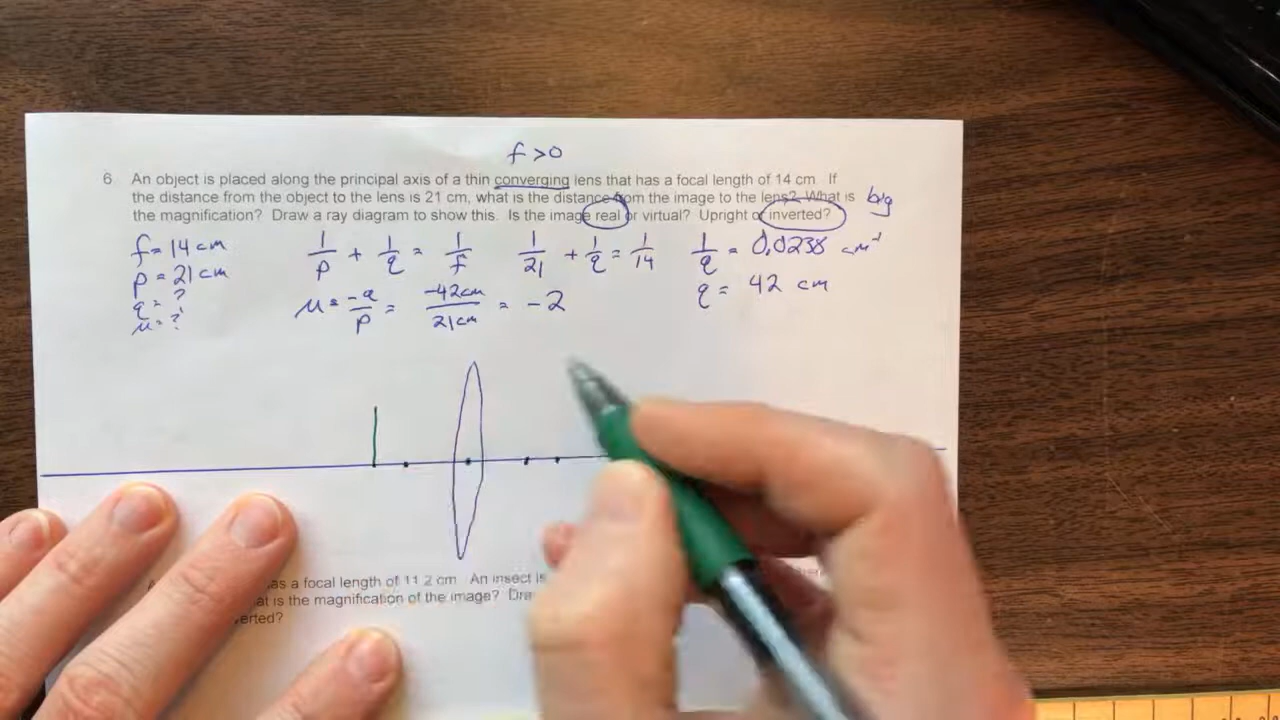 f >0
6. An object is placed along the principal axis of a thin converging lens that has a focal length of 14 cm. If
the distance from the object to the lens is 21 cm, what is the distance from the image to the lens? What is big
the magnification? Draw a ray diagram to show this. Is the image real or virtual? Upright or inverted?
f = 14 cm
p = 21 cm
q = ?
M = ?
1/p + 1/q = 1/f
1/21 + 1/q = 1/14
1/q = 0.0238 cm⁻¹
M = -q/p = -42cm/21cm = -2
q = 42 cm
as a focal length of 11.2 cm. An insect is
at is the magnification of the image?
erted?